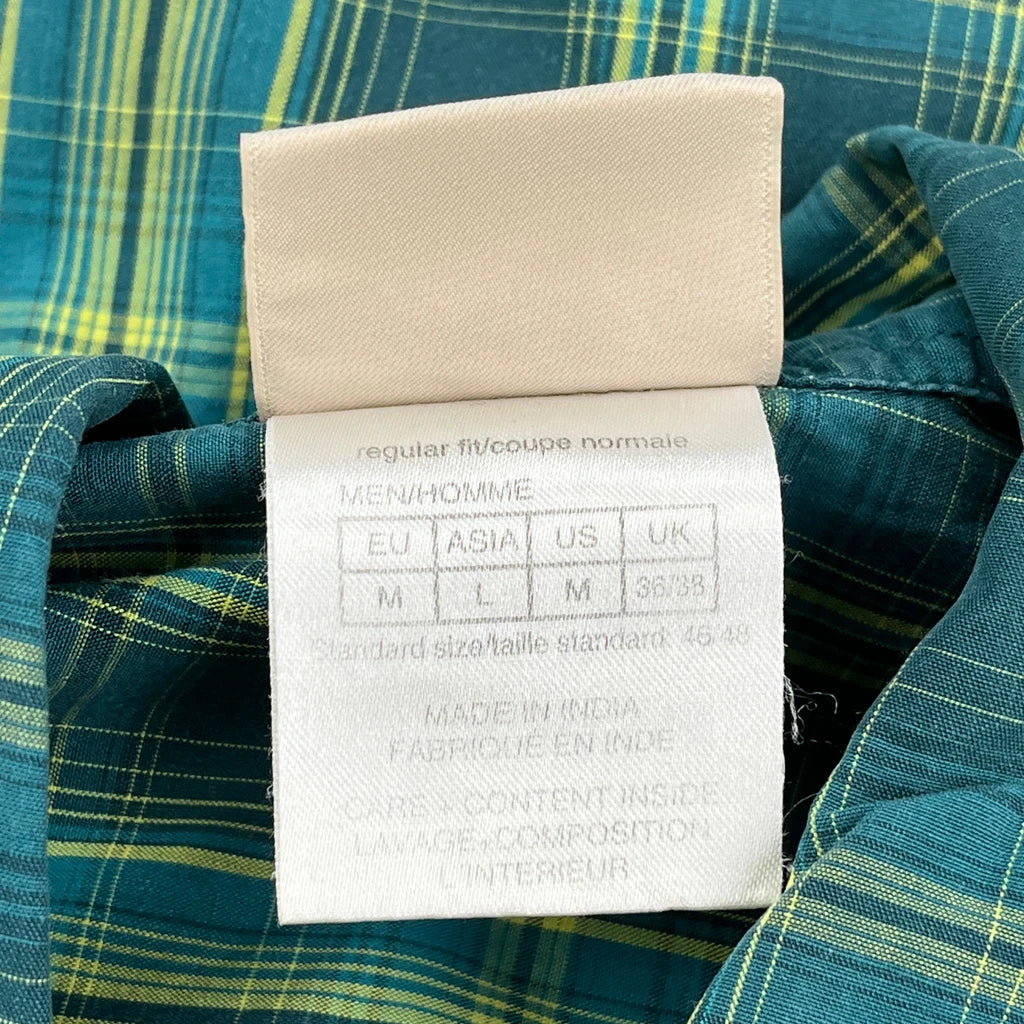 regular fit/coupe normale
MEN/HOMME
EU ASIA US UK
M L M 36/38
Standard size/taille standard 46/48
MADE IN INDIA
FABRIQUE EN INDE
CARE + CONTENT INSIDE
LAVAGE+COMPOSITION
L'INTERIEUR